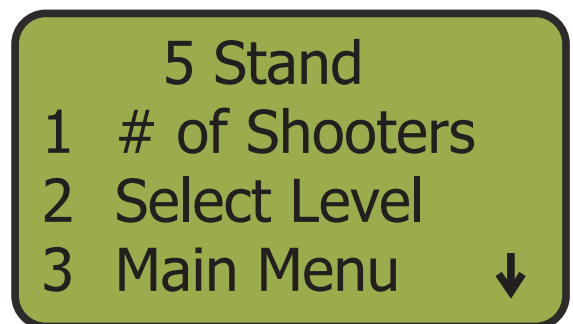 5 Stand
1 # of Shooters
2 Select Level
3 Main Menu ↓